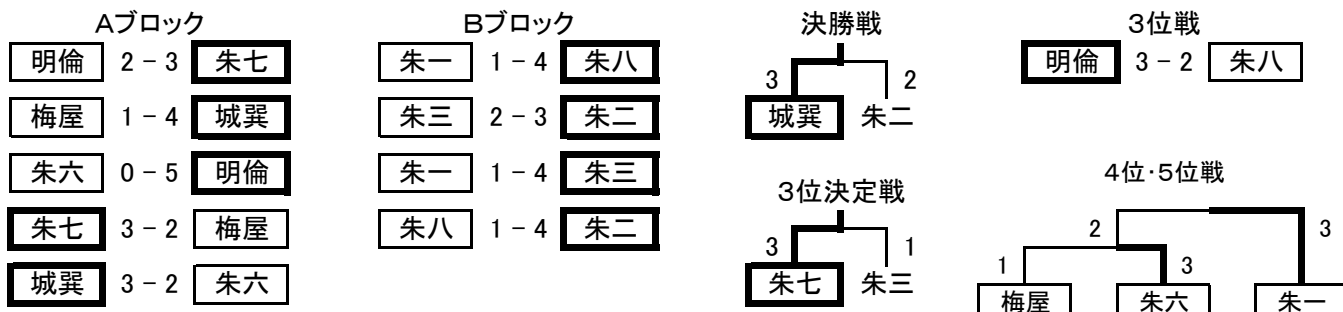 Aブロック
明倫 2 − 3 朱七
梅屋 1 − 4 城巽
朱六 0 − 5 明倫
朱七 3 − 2 梅屋
城巽 3 − 2 朱六
Bブロック
朱一 1 − 4 朱八
朱三 2 − 3 朱二
朱一 1 − 4 朱三
朱八 1 − 4 朱二
決勝戦
3 2
城巽 朱二
3位決定戦
3 1
朱七 朱三
3位戦
明倫 3 − 2 朱八
4位・5位戦
2 3
1 3
梅屋 朱六 朱一